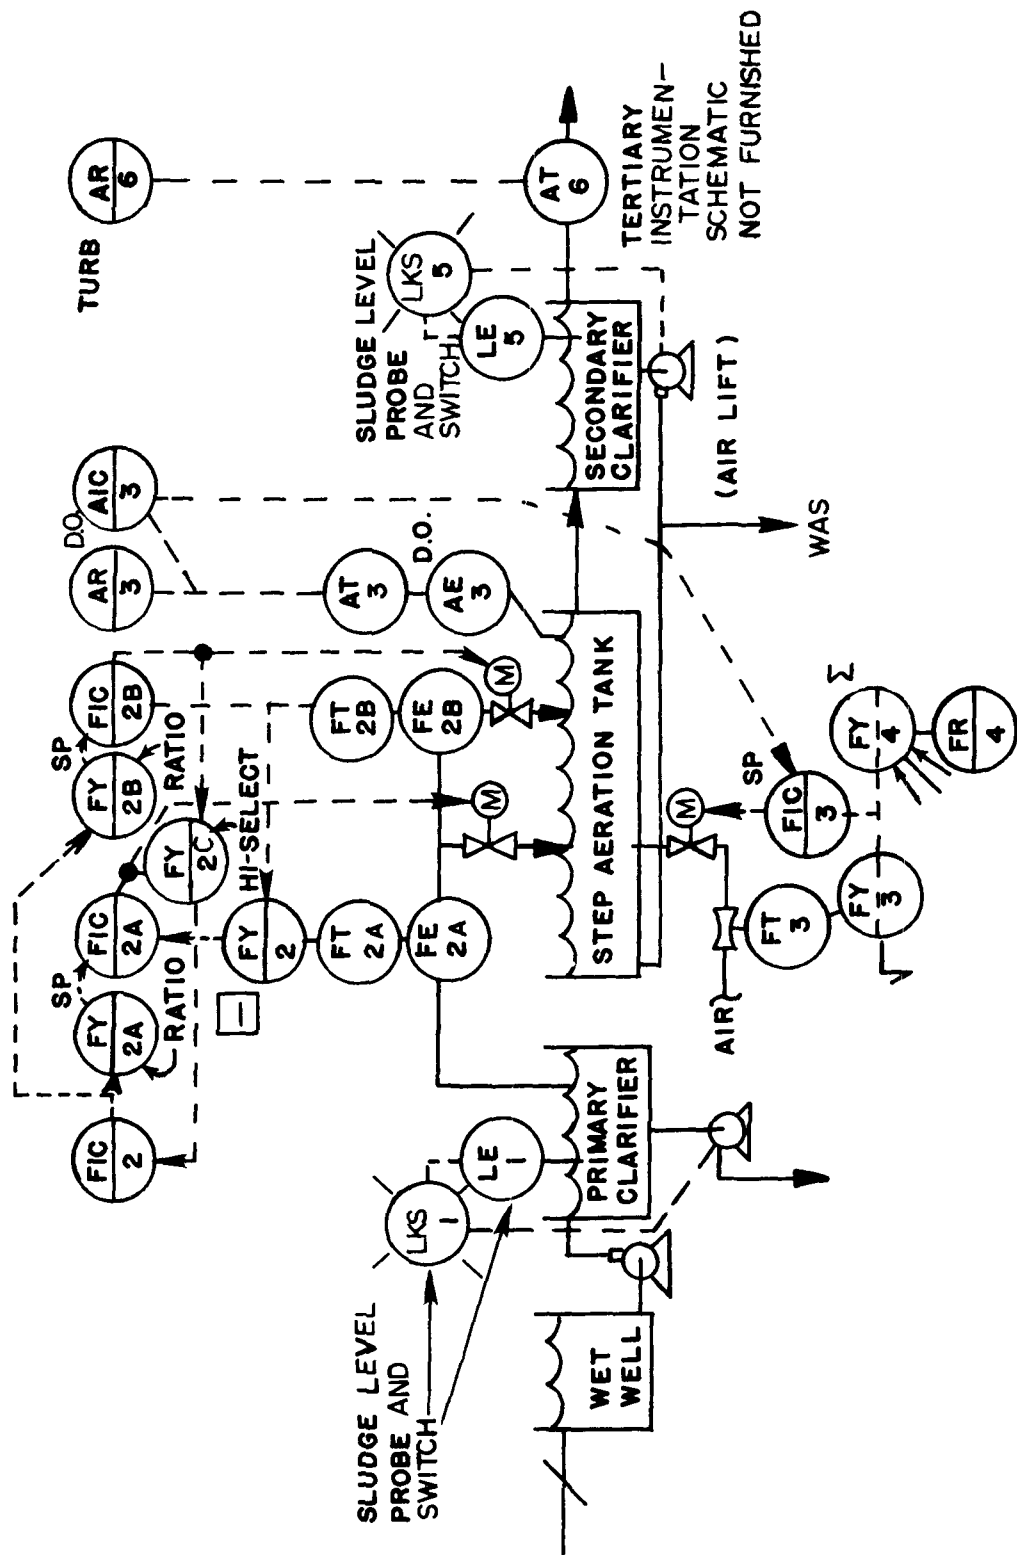 TURB
AR
6
D.O.
AIC
3
AR
3
FIC
2B
SP
FY
2B
RATIO
FIC
2A
SP
FY
2A
RATIO
FIC
2
FY
2C
HI-SELECT
FY
2
—
FT
2A
FE
2A
FT
2B
FE
2B
M
M
AT
3
D.O.
AE
3
SLUDGE LEVEL
PROBE
AND
SWITCH
LKS
5
LE
5
AT
6
TERTIARY
INSTRUMEN-
TATION
SCHEMATIC
NOT FURNISHED
SLUDGE LEVEL
PROBE AND
SWITCH
LKS
1
LE
1
WET
WELL
PRIMARY
CLARIFIER
STEP AERATION TANK
SECONDARY
CLARIFIER
(AIR LIFT)
WAS
AIR
M
SP
FT
3
FIC
3
FY
3
√
Σ
FY
4
FR
4